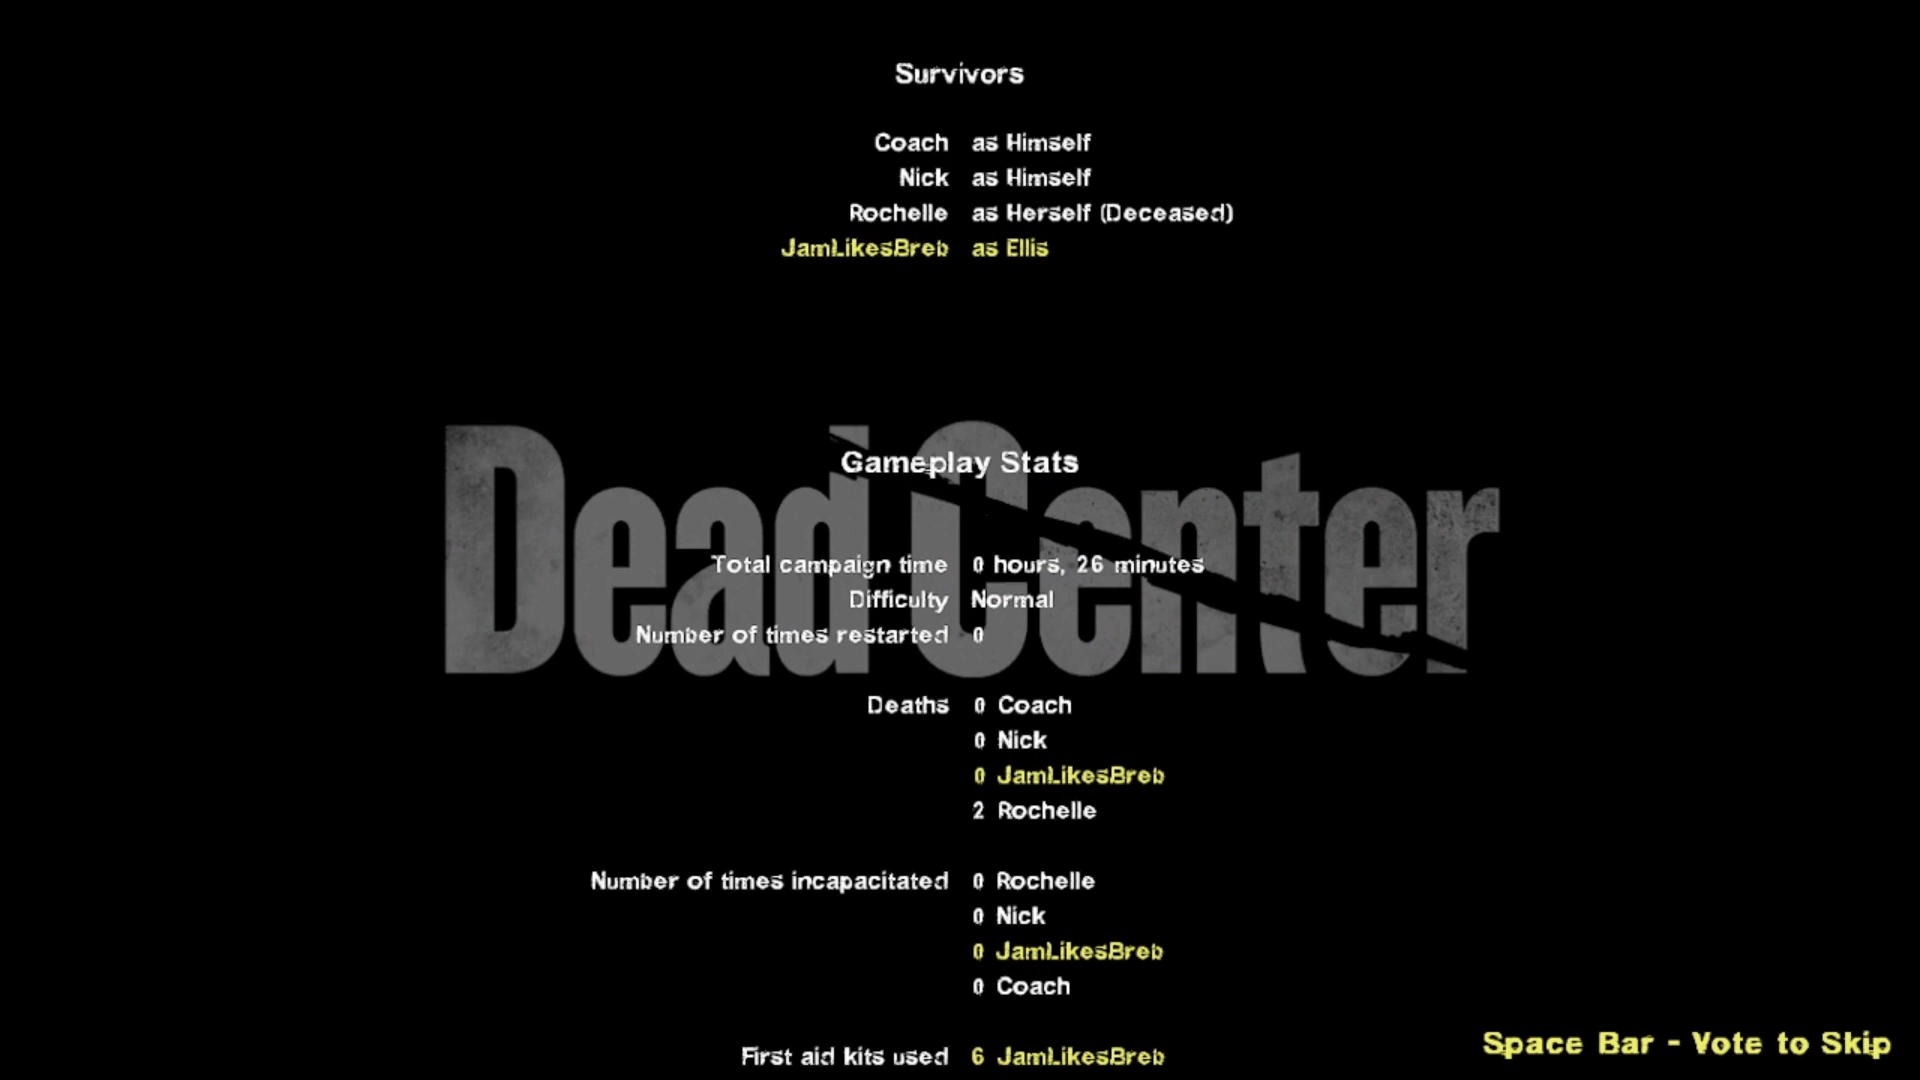 Survivors
Coach as Himself
Nick as Himself
Rochelle as Herself (Deceased)
JamLikesBreb as Ellis
Dead Center
Gameplay Stats
Total campaign time 0 hours, 26 minutes
Difficulty Normal
Number of times restarted 0
Deaths 0 Coach
0 Nick
0 JamLikesBreb
2 Rochelle
Number of times incapacitated 0 Rochelle
0 Nick
0 JamLikesBreb
0 Coach
First aid kits used 6 JamLikesBreb
Space Bar - Vote to Skip